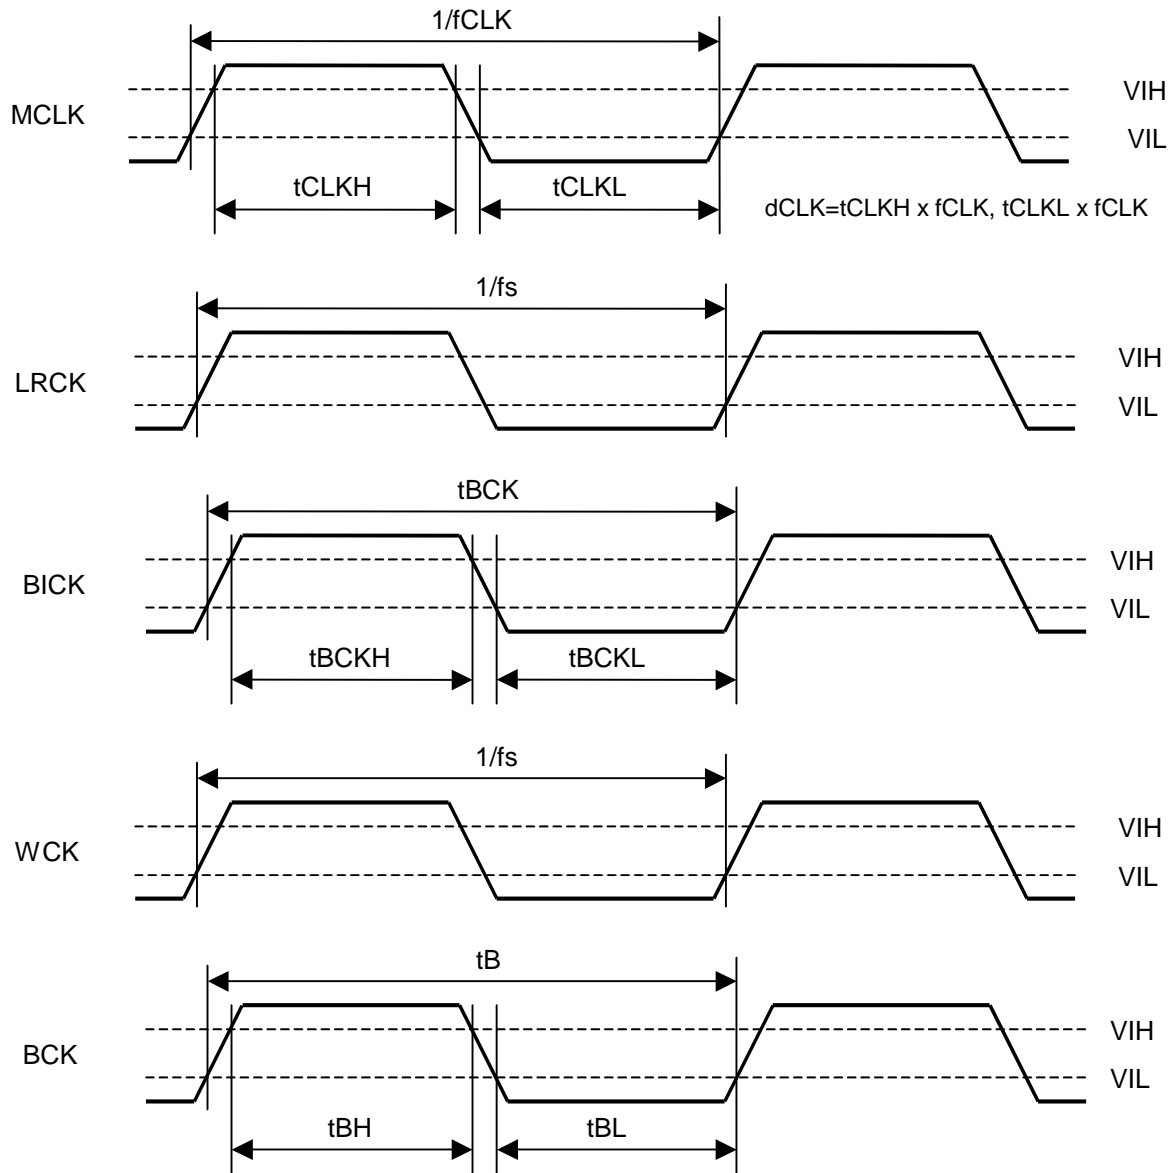 1/fCLK
MCLK
VIH
VIL
tCLKH
tCLKL
dCLK=tCLKH x fCLK, tCLKL x fCLK
1/fs
LRCK
VIH
VIL
tBCK
BICK
VIH
VIL
tBCKH
tBCKL
1/fs
WCK
VIH
VIL
tB
BCK
VIH
VIL
tBH
tBL